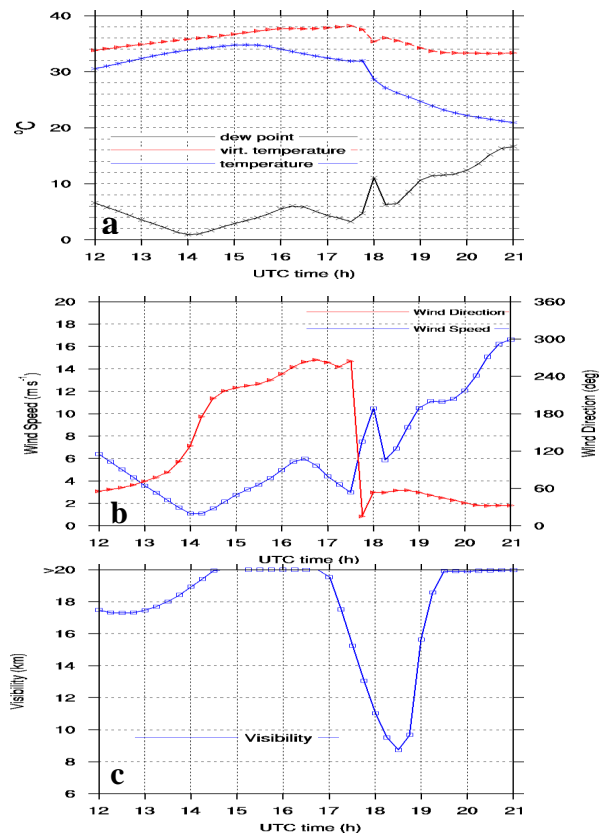 40
30
20
10
0
°C
dew point
virt. temperature
temperature
a
12 13 14 15 16 17 18 19 20 21
UTC time (h)
20 360
18
16 300
14
12 240
10 180
8
6 120
4
2 60
0 0
Wind Speed (m s⁻¹)
Wind Direction (deg)
Wind Direction
Wind Speed
b
12 13 14 15 16 17 18 19 20 21
UTC time (h)
>20
18
16
14
12
10
8
6
Visibility (km)
Visibility
c
12 13 14 15 16 17 18 19 20 21
UTC time (h)